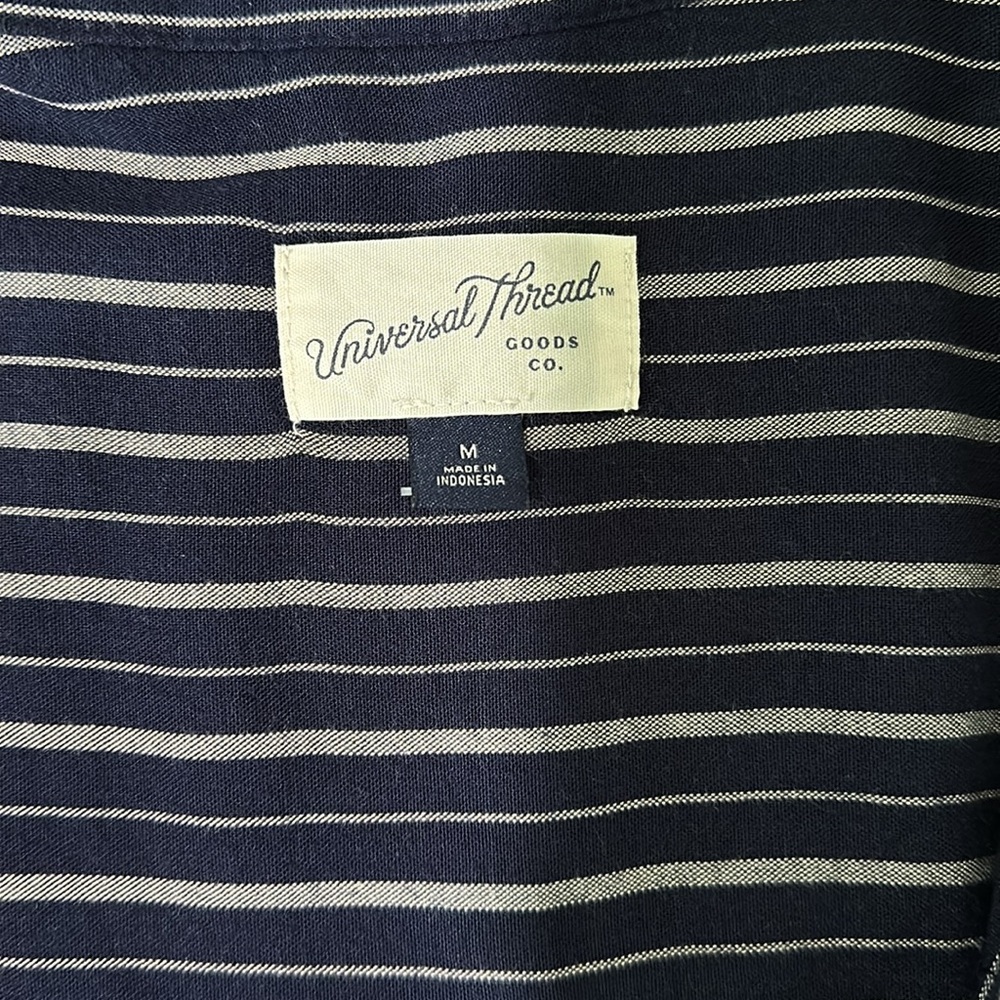 Universal Thread™
GOODS
CO.
M
MADE IN
INDONESIA